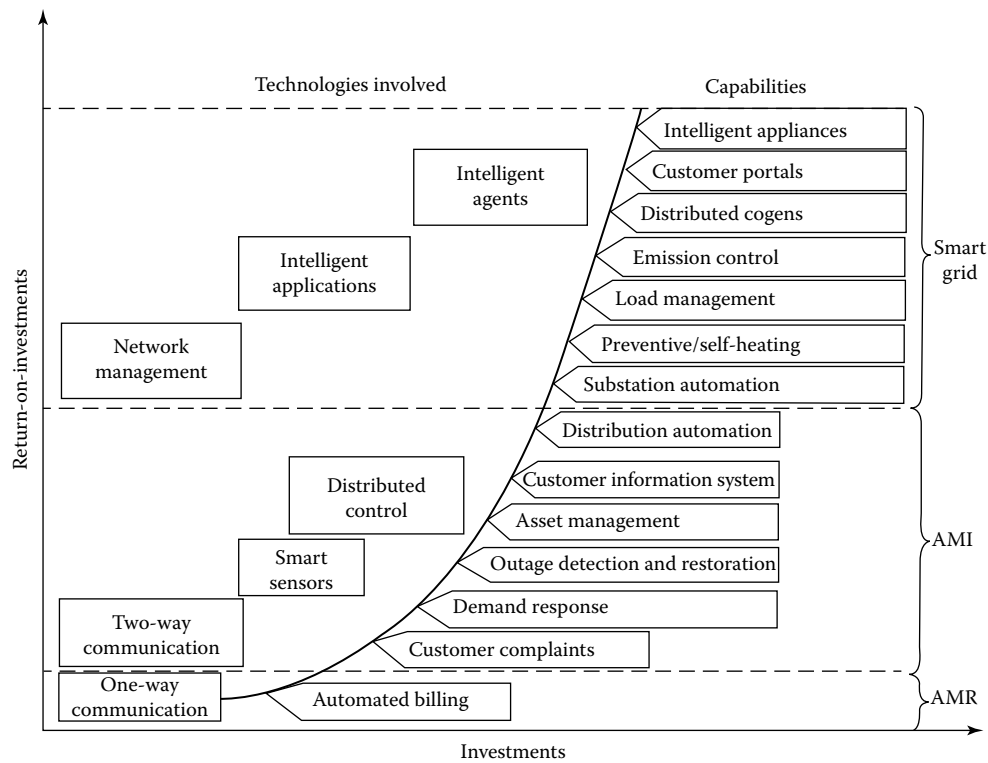 Technologies involved
Capabilities
Intelligent appliances
Intelligent
agents
Customer portals
Distributed cogens
Smart
grid
Intelligent
applications
Emission control
Load management
Network
management
Preventive/self-heating
Substation automation
Return-on-investments
Distribution automation
Distributed
control
Customer information system
Asset management
AMI
Smart
sensors
Outage detection and restoration
Two-way
communication
Demand response
Customer complaints
One-way
communication
Automated billing
AMR
Investments